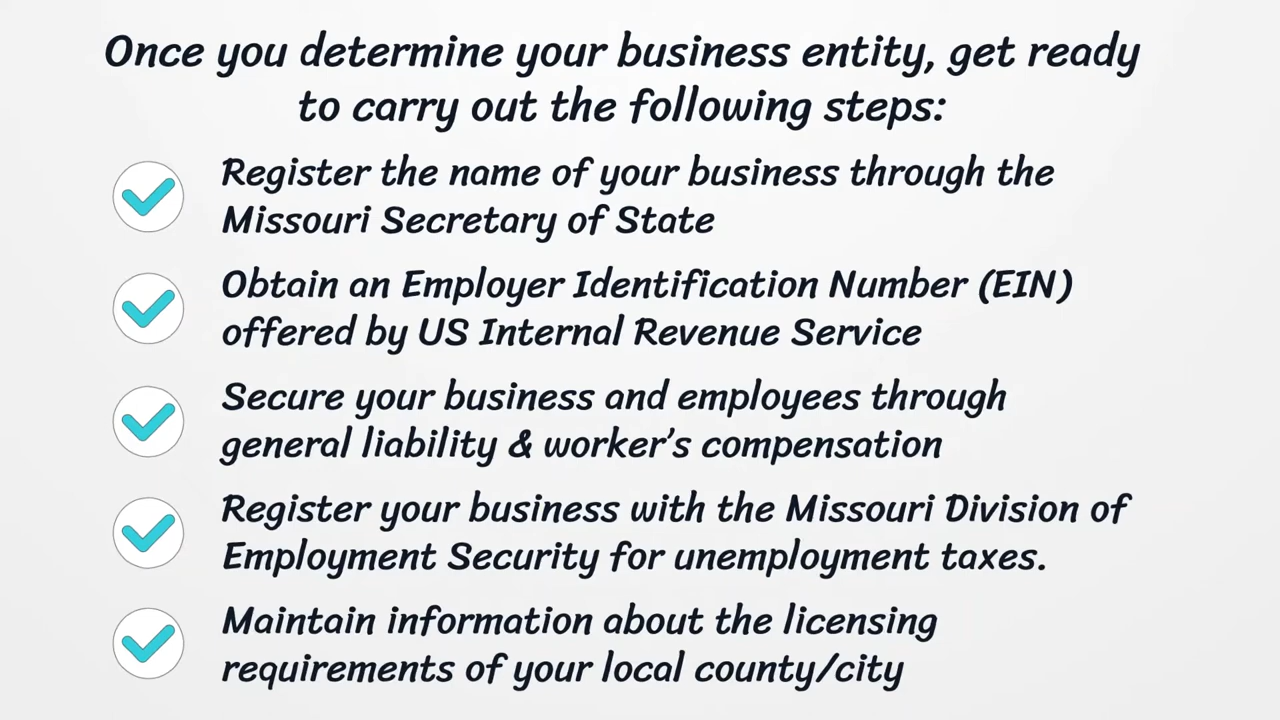 Once you determine your business entity, get ready
to carry out the following steps:
Register the name of your business through the
Missouri Secretary of State
Obtain an Employer Identification Number (EIN)
offered by US Internal Revenue Service
Secure your business and employees through
general liability & worker's compensation
Register your business with the Missouri Division of
Employment Security for unemployment taxes.
Maintain information about the licensing
requirements of your local county/city